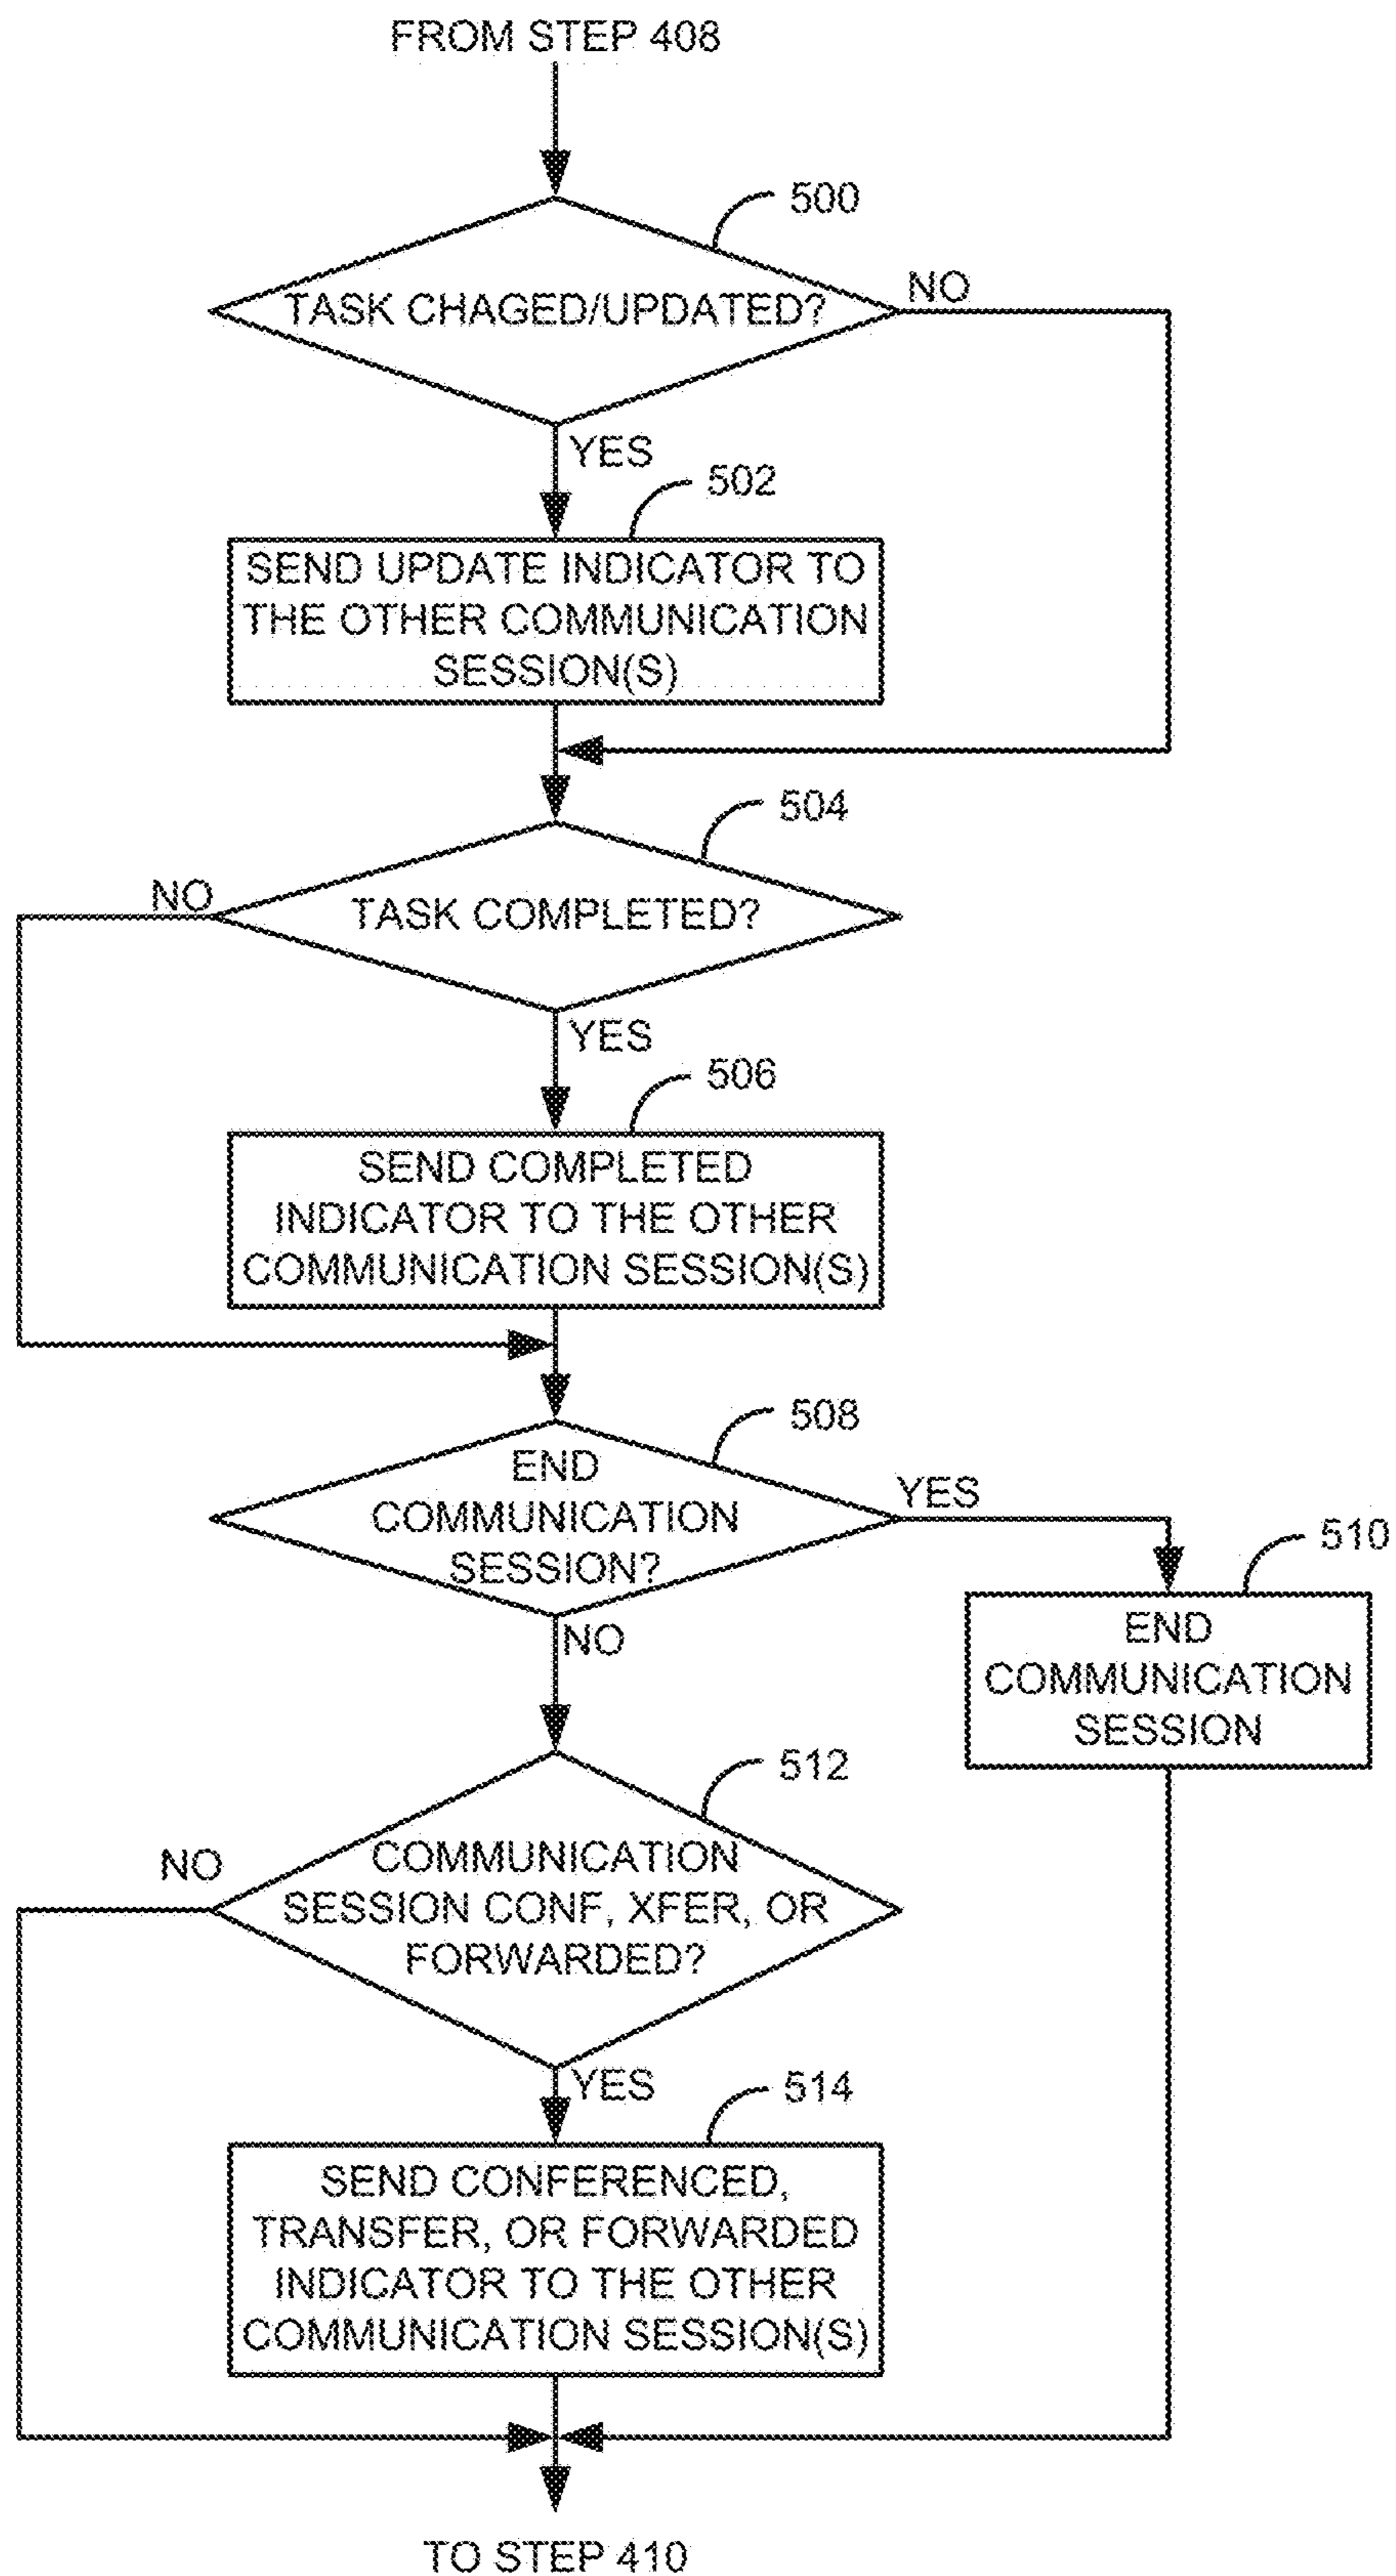 FROM STEP 408
500
TASK CHAGED/UPDATED?
NO
YES
502
SEND UPDATE INDICATOR TO
THE OTHER COMMUNICATION
SESSION(S)
504
NO
TASK COMPLETED?
YES
506
SEND COMPLETED
INDICATOR TO THE OTHER
COMMUNICATION SESSION(S)
508
END
COMMUNICATION
SESSION?
YES
510
END
COMMUNICATION
SESSION
NO
512
NO
COMMUNICATION
SESSION CONF, XFER, OR
FORWARDED?
YES
514
SEND CONFERENCED,
TRANSFER, OR FORWARDED
INDICATOR TO THE OTHER
COMMUNICATION SESSION(S)
TO STEP 410